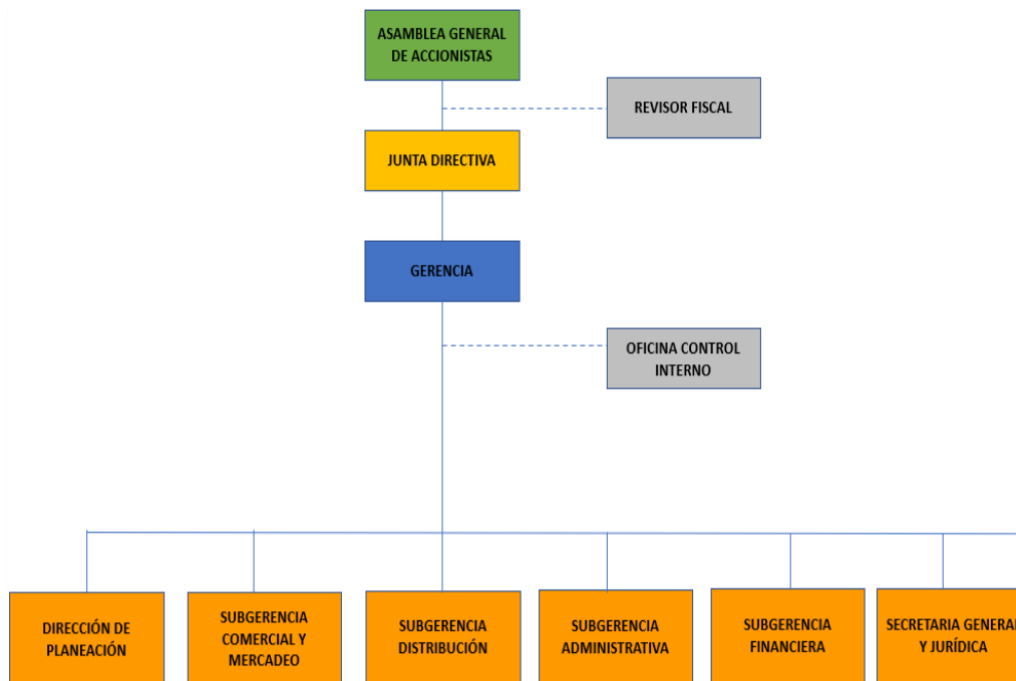 ASAMBLEA GENERAL
DE ACCIONISTAS
REVISOR FISCAL
JUNTA DIRECTIVA
GERENCIA
OFICINA CONTROL
INTERNO
DIRECCIÓN DE
PLANEACIÓN
SUBGERENCIA
COMERCIAL Y
MERCADEO
SUBGERENCIA
DISTRIBUCIÓN
SUBGERENCIA
ADMINISTRATIVA
SUBGERENCIA
FINANCIERA
SECRETARIA GENERAL
Y JURÍDICA